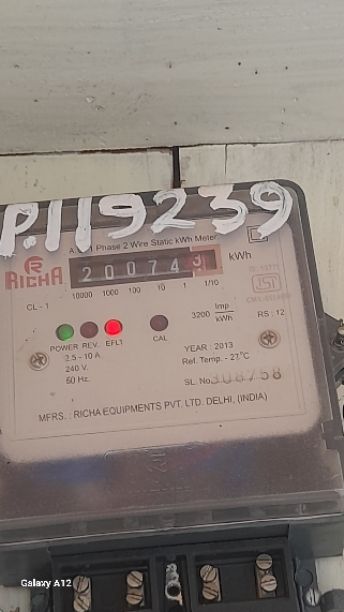 P.119239
A.C. 1 Phase 2 Wire Static kWh Meter
R
RICHA
20074 kWh
10000 1000 100 10 1 1/10
CL - 1
3200 Imp/kWh
RS : 12
POWER REV. EFL1 CAL
2.5 - 10 A
240 V.
50 Hz.
YEAR : 2013
Ref. Temp. - 27°C
SL. No 308758
MFRS. : RICHA EQUIPMENTS PVT. LTD. DELHI, (INDIA)
Galaxy A12